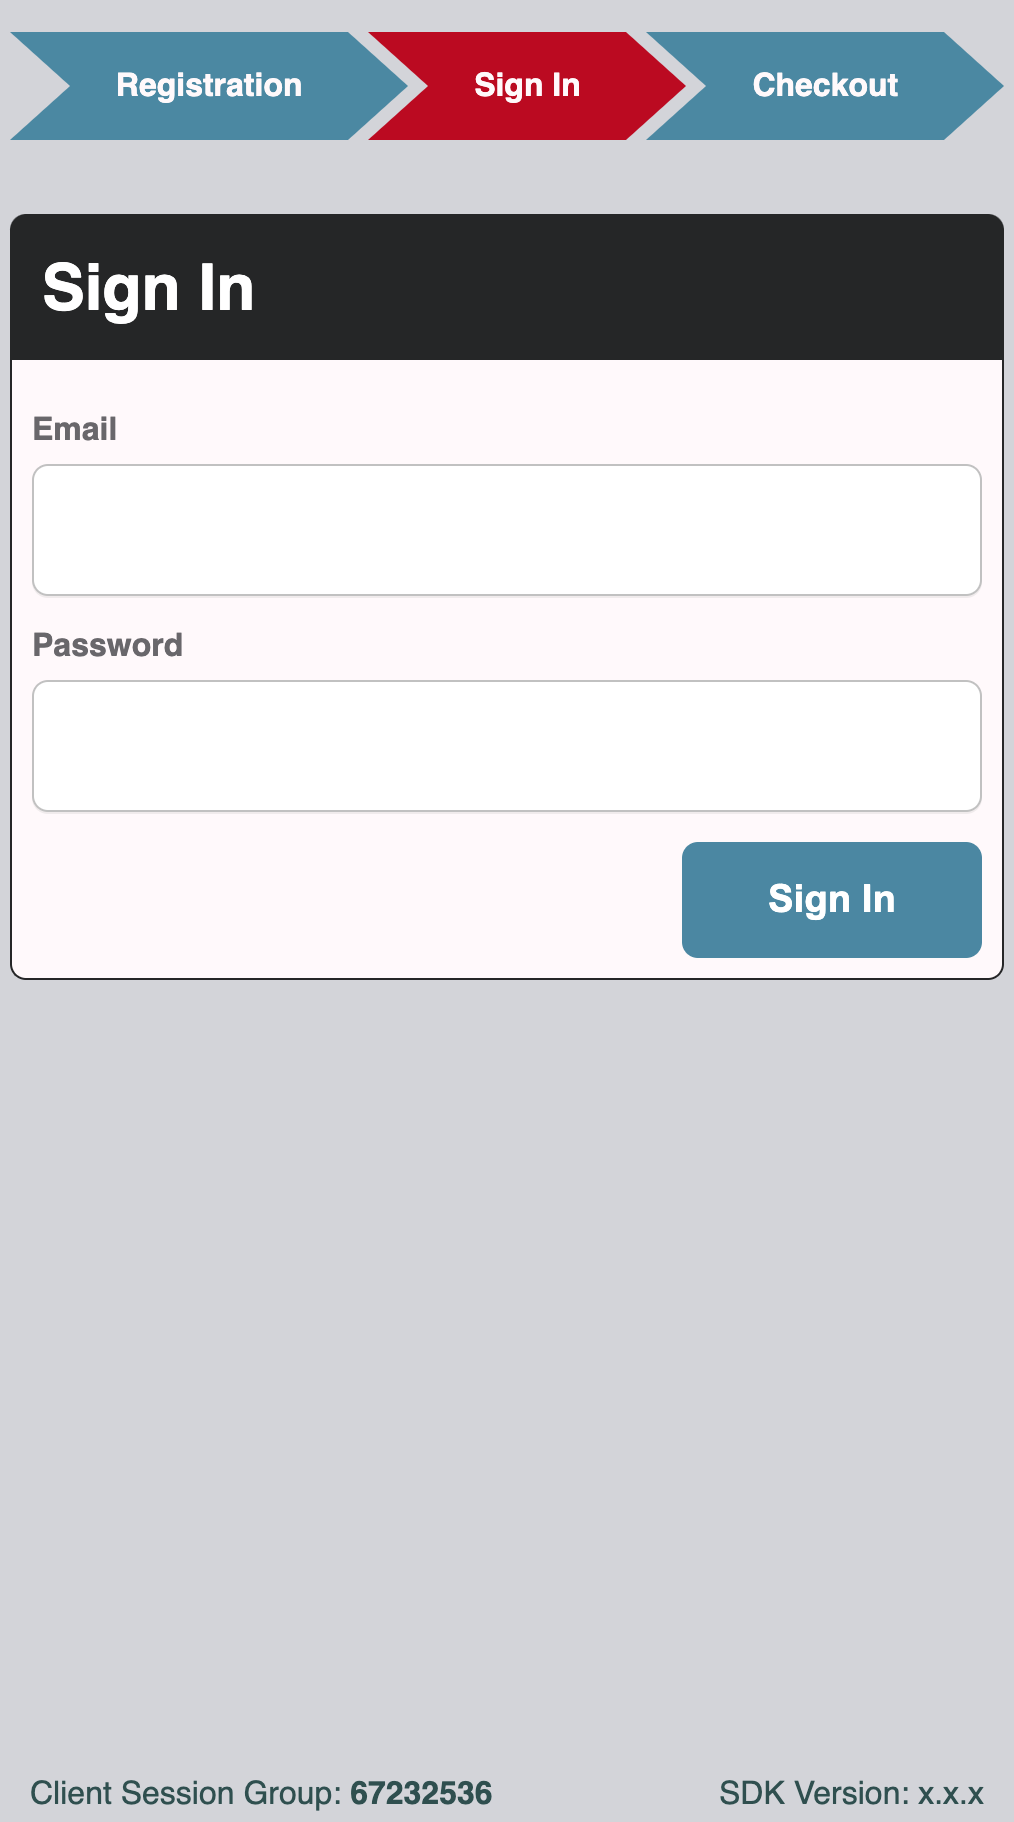 Registration Sign In Checkout
Sign In
Email
Password
Sign In
Client Session Group: 67232536 SDK Version: x.x.x